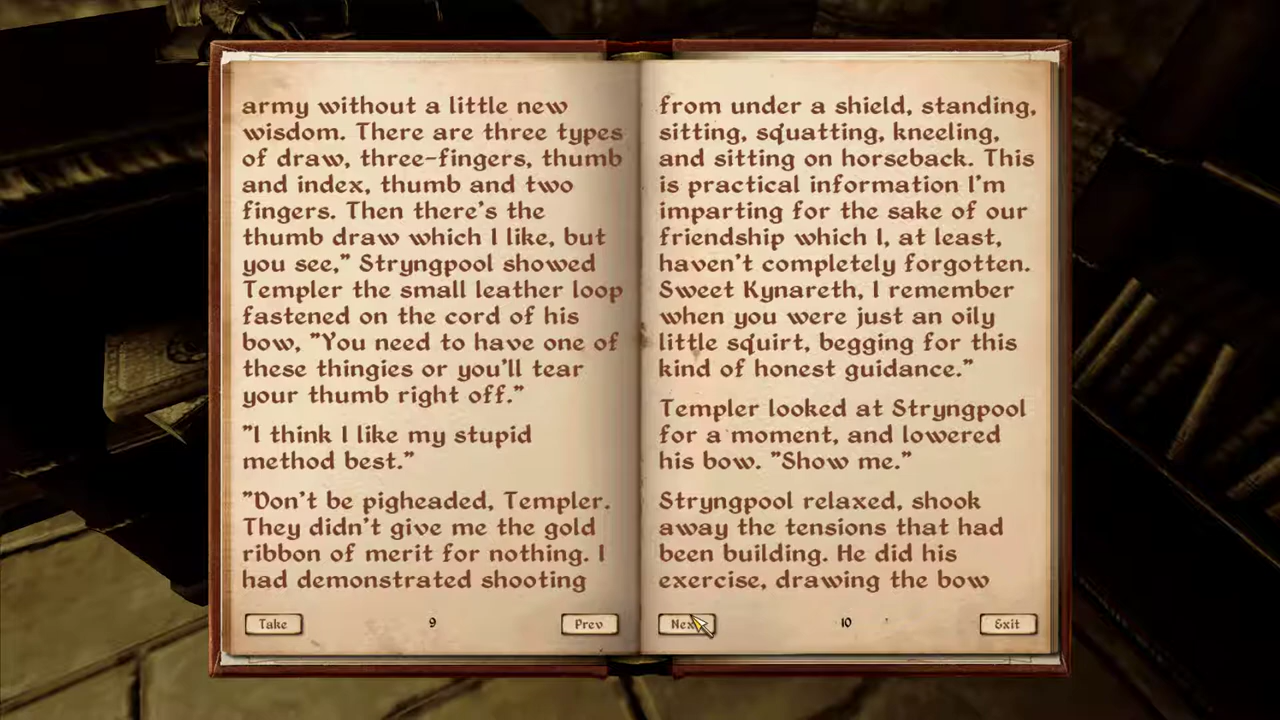 army without a little new
wisdom. There are three types
of draw, three-fingers, thumb
and index, thumb and two
fingers. Then there's the
thumb draw which I like, but
you see," Stryngpool showed
Templer the small leather loop
fastened on the cord of his
bow, "You need to have one of
these thingies or you'll tear
your thumb right off."
"I think I like my stupid
method best."
"Don't be pigheaded, Templer.
They didn't give me the gold
ribbon of merit for nothing. I
had demonstrated shooting
Take
9
Prev
from under a shield, standing,
sitting, squatting, kneeling,
and sitting on horseback. This
is practical information I'm
imparting for the sake of our
friendship which I, at least,
haven't completely forgotten.
Sweet Kynareth, I remember
when you were just an oily
little squirt, begging for this
kind of honest guidance."
Templer looked at Stryngpool
for a moment, and lowered
his bow. "Show me."
Stryngpool relaxed, shook
away the tensions that had
been building. He did his
exercise, drawing the bow
Next
10
Exit